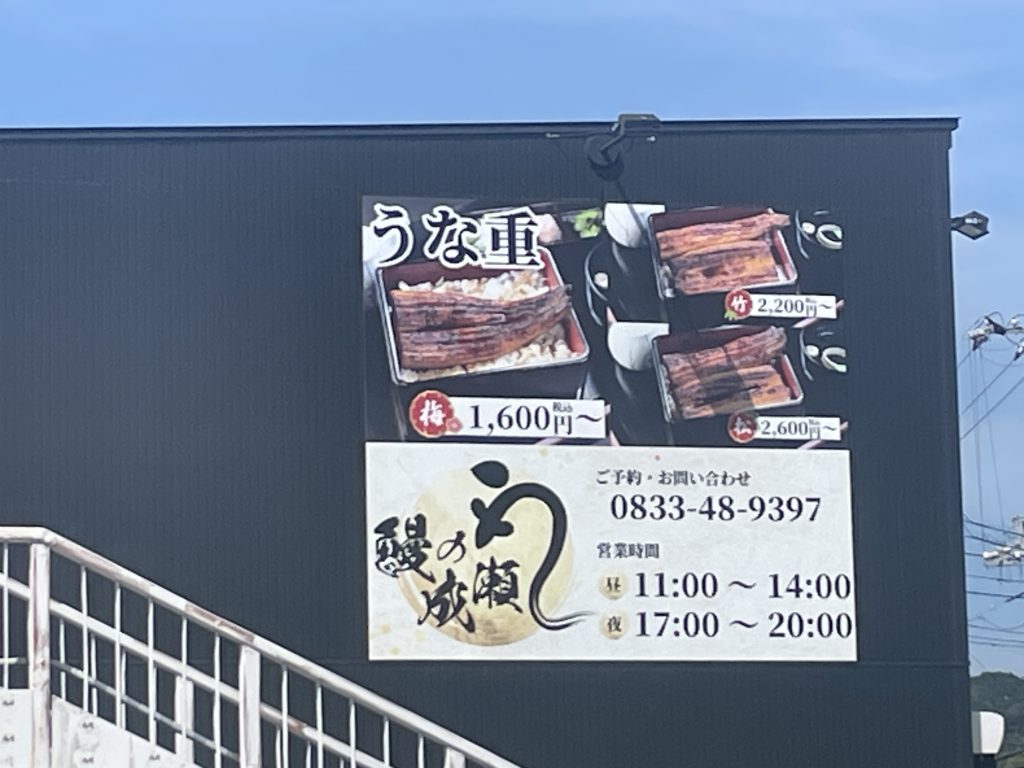 うな重
梅 1,600円税込〜
竹 2,200円〜
松 2,600円〜
鰻の成瀬
ご予約・お問い合わせ
0833-48-9397
営業時間
昼 11:00 〜 14:00
夜 17:00 〜 20:00